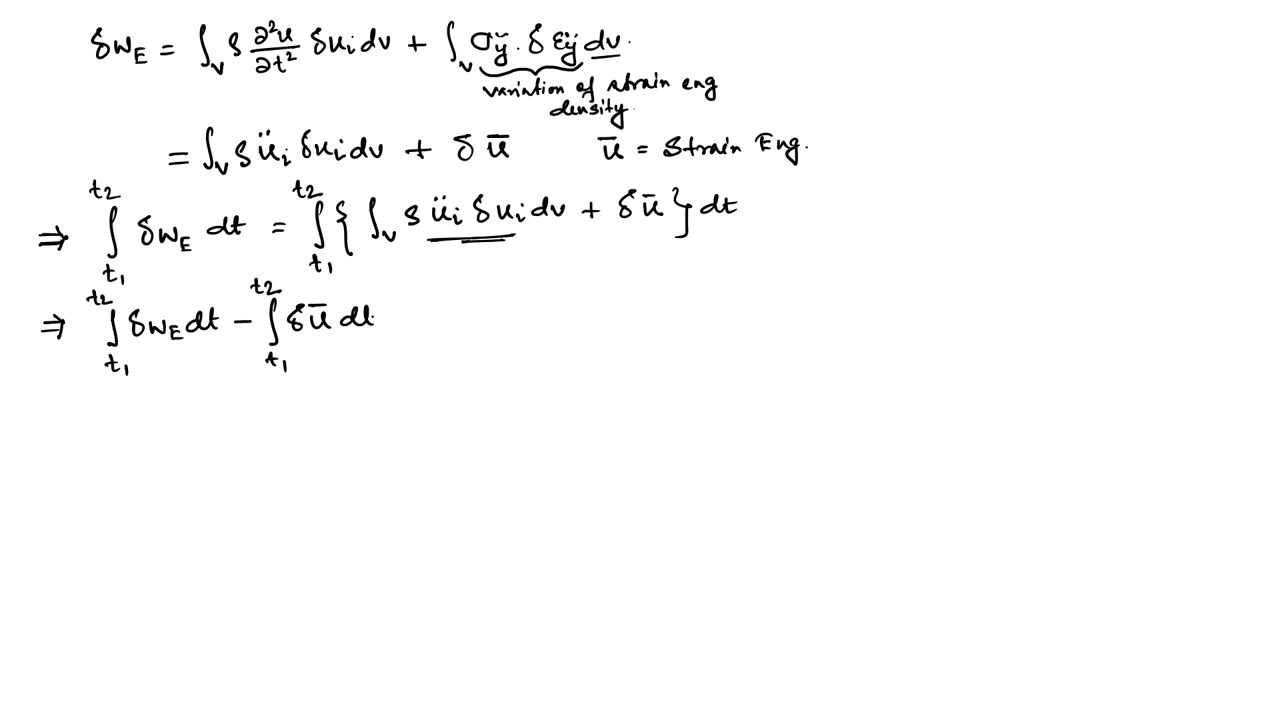 δW_E = ∫_V ρ ∂²u/∂t² δu_i dv + ∫_V σ_ij . δε_ij dv.
variation of strain eng
density.
= ∫_V ρ ü_i δu_i dv + δū    ū = Strain Eng.
⇒ ∫_{t1}^{t2} δW_E dt = ∫_{t1}^{t2} { ∫_V ρ ü_i δu_i dv + δū } dt
⇒ ∫_{t1}^{t2} δW_E dt − ∫_{t1}^{t2} δū dt